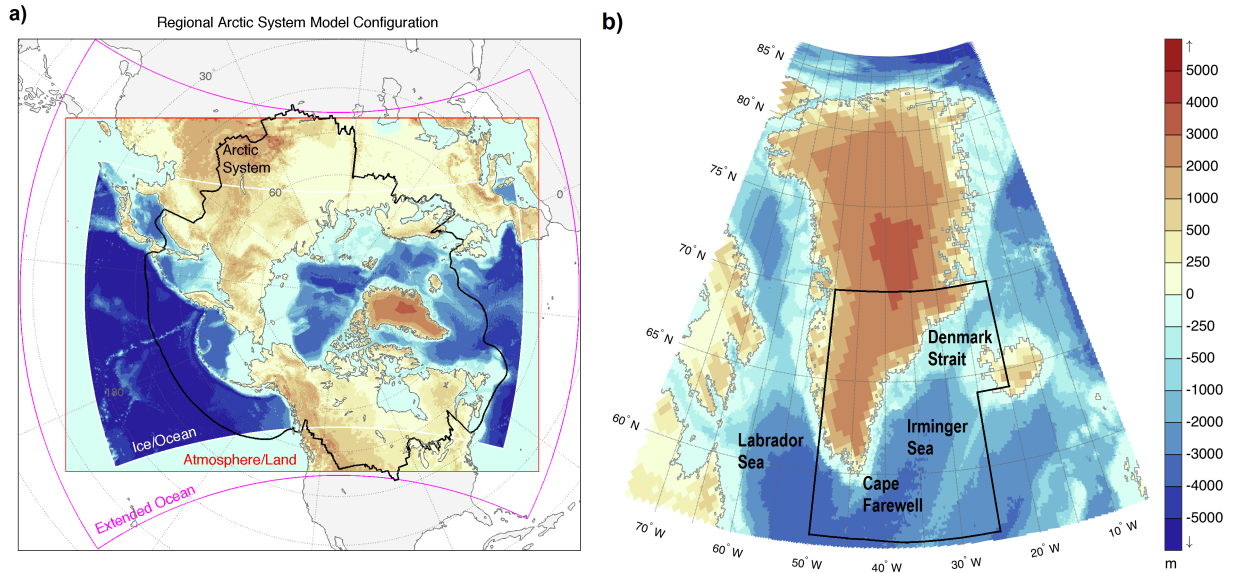 a)
Regional Arctic System Model Configuration
30°
Arctic
System
60°
0°
180°
Ice/Ocean
Atmosphere/Land
Extended Ocean
b)
85° N
80° N
75° N
70° N
65° N
60° N
70° W
60° W
50° W
40° W
30° W
20° W
10° W
Denmark
Strait
Irminger
Sea
Labrador
Sea
Cape
Farewell
↑
5000
4000
3000
2000
1000
500
250
0
-250
-500
-1000
-2000
-3000
-4000
-5000
↓
m